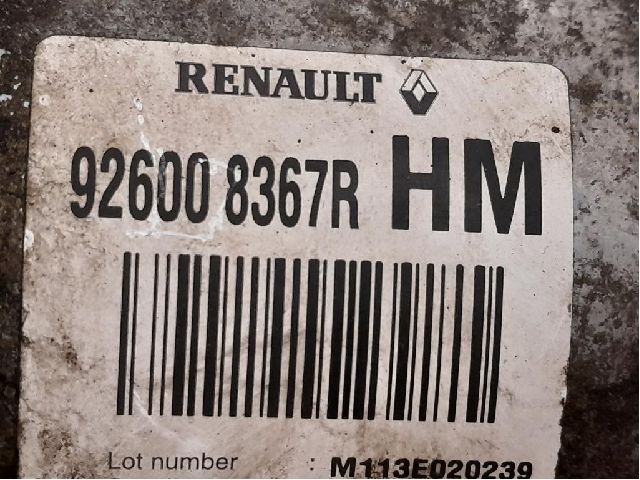 RENAULT
92600 8367R HM
Lot number : M113E020239